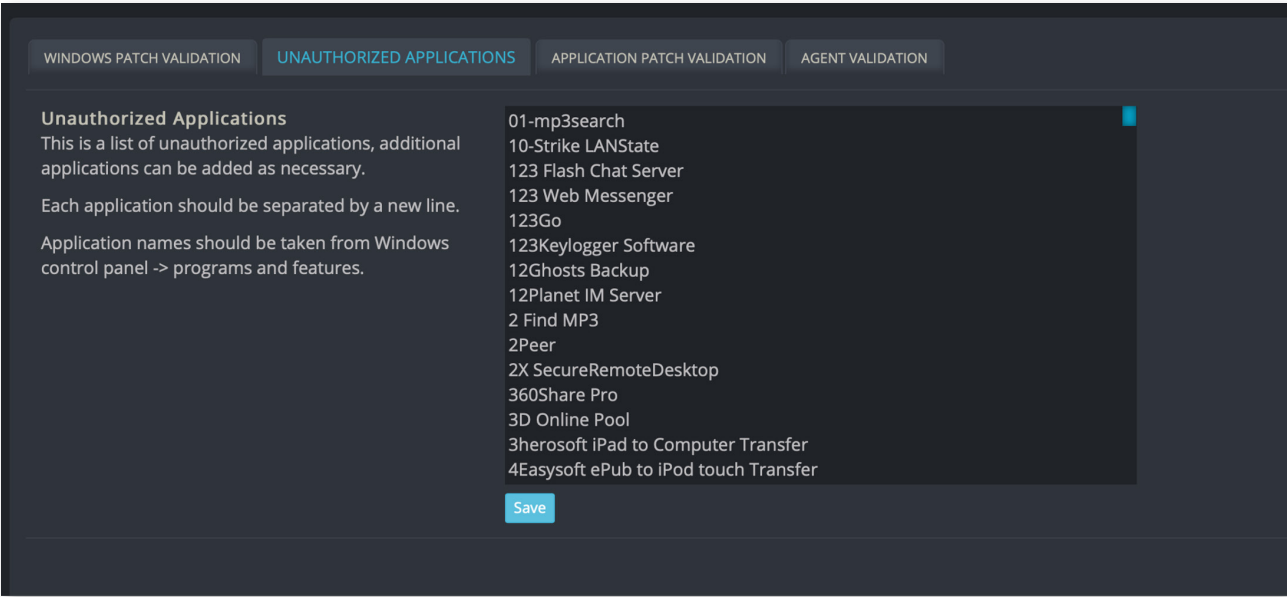 WINDOWS PATCH VALIDATION
UNAUTHORIZED APPLICATIONS
APPLICATION PATCH VALIDATION
AGENT VALIDATION
Unauthorized Applications
This is a list of unauthorized applications, additional
applications can be added as necessary.
Each application should be separated by a new line.
Application names should be taken from Windows
control panel -> programs and features.
01-mp3search
10-Strike LANState
123 Flash Chat Server
123 Web Messenger
123Go
123Keylogger Software
12Ghosts Backup
12Planet IM Server
2 Find MP3
2Peer
2X SecureRemoteDesktop
360Share Pro
3D Online Pool
3herosoft iPad to Computer Transfer
4Easysoft ePub to iPod touch Transfer
Save